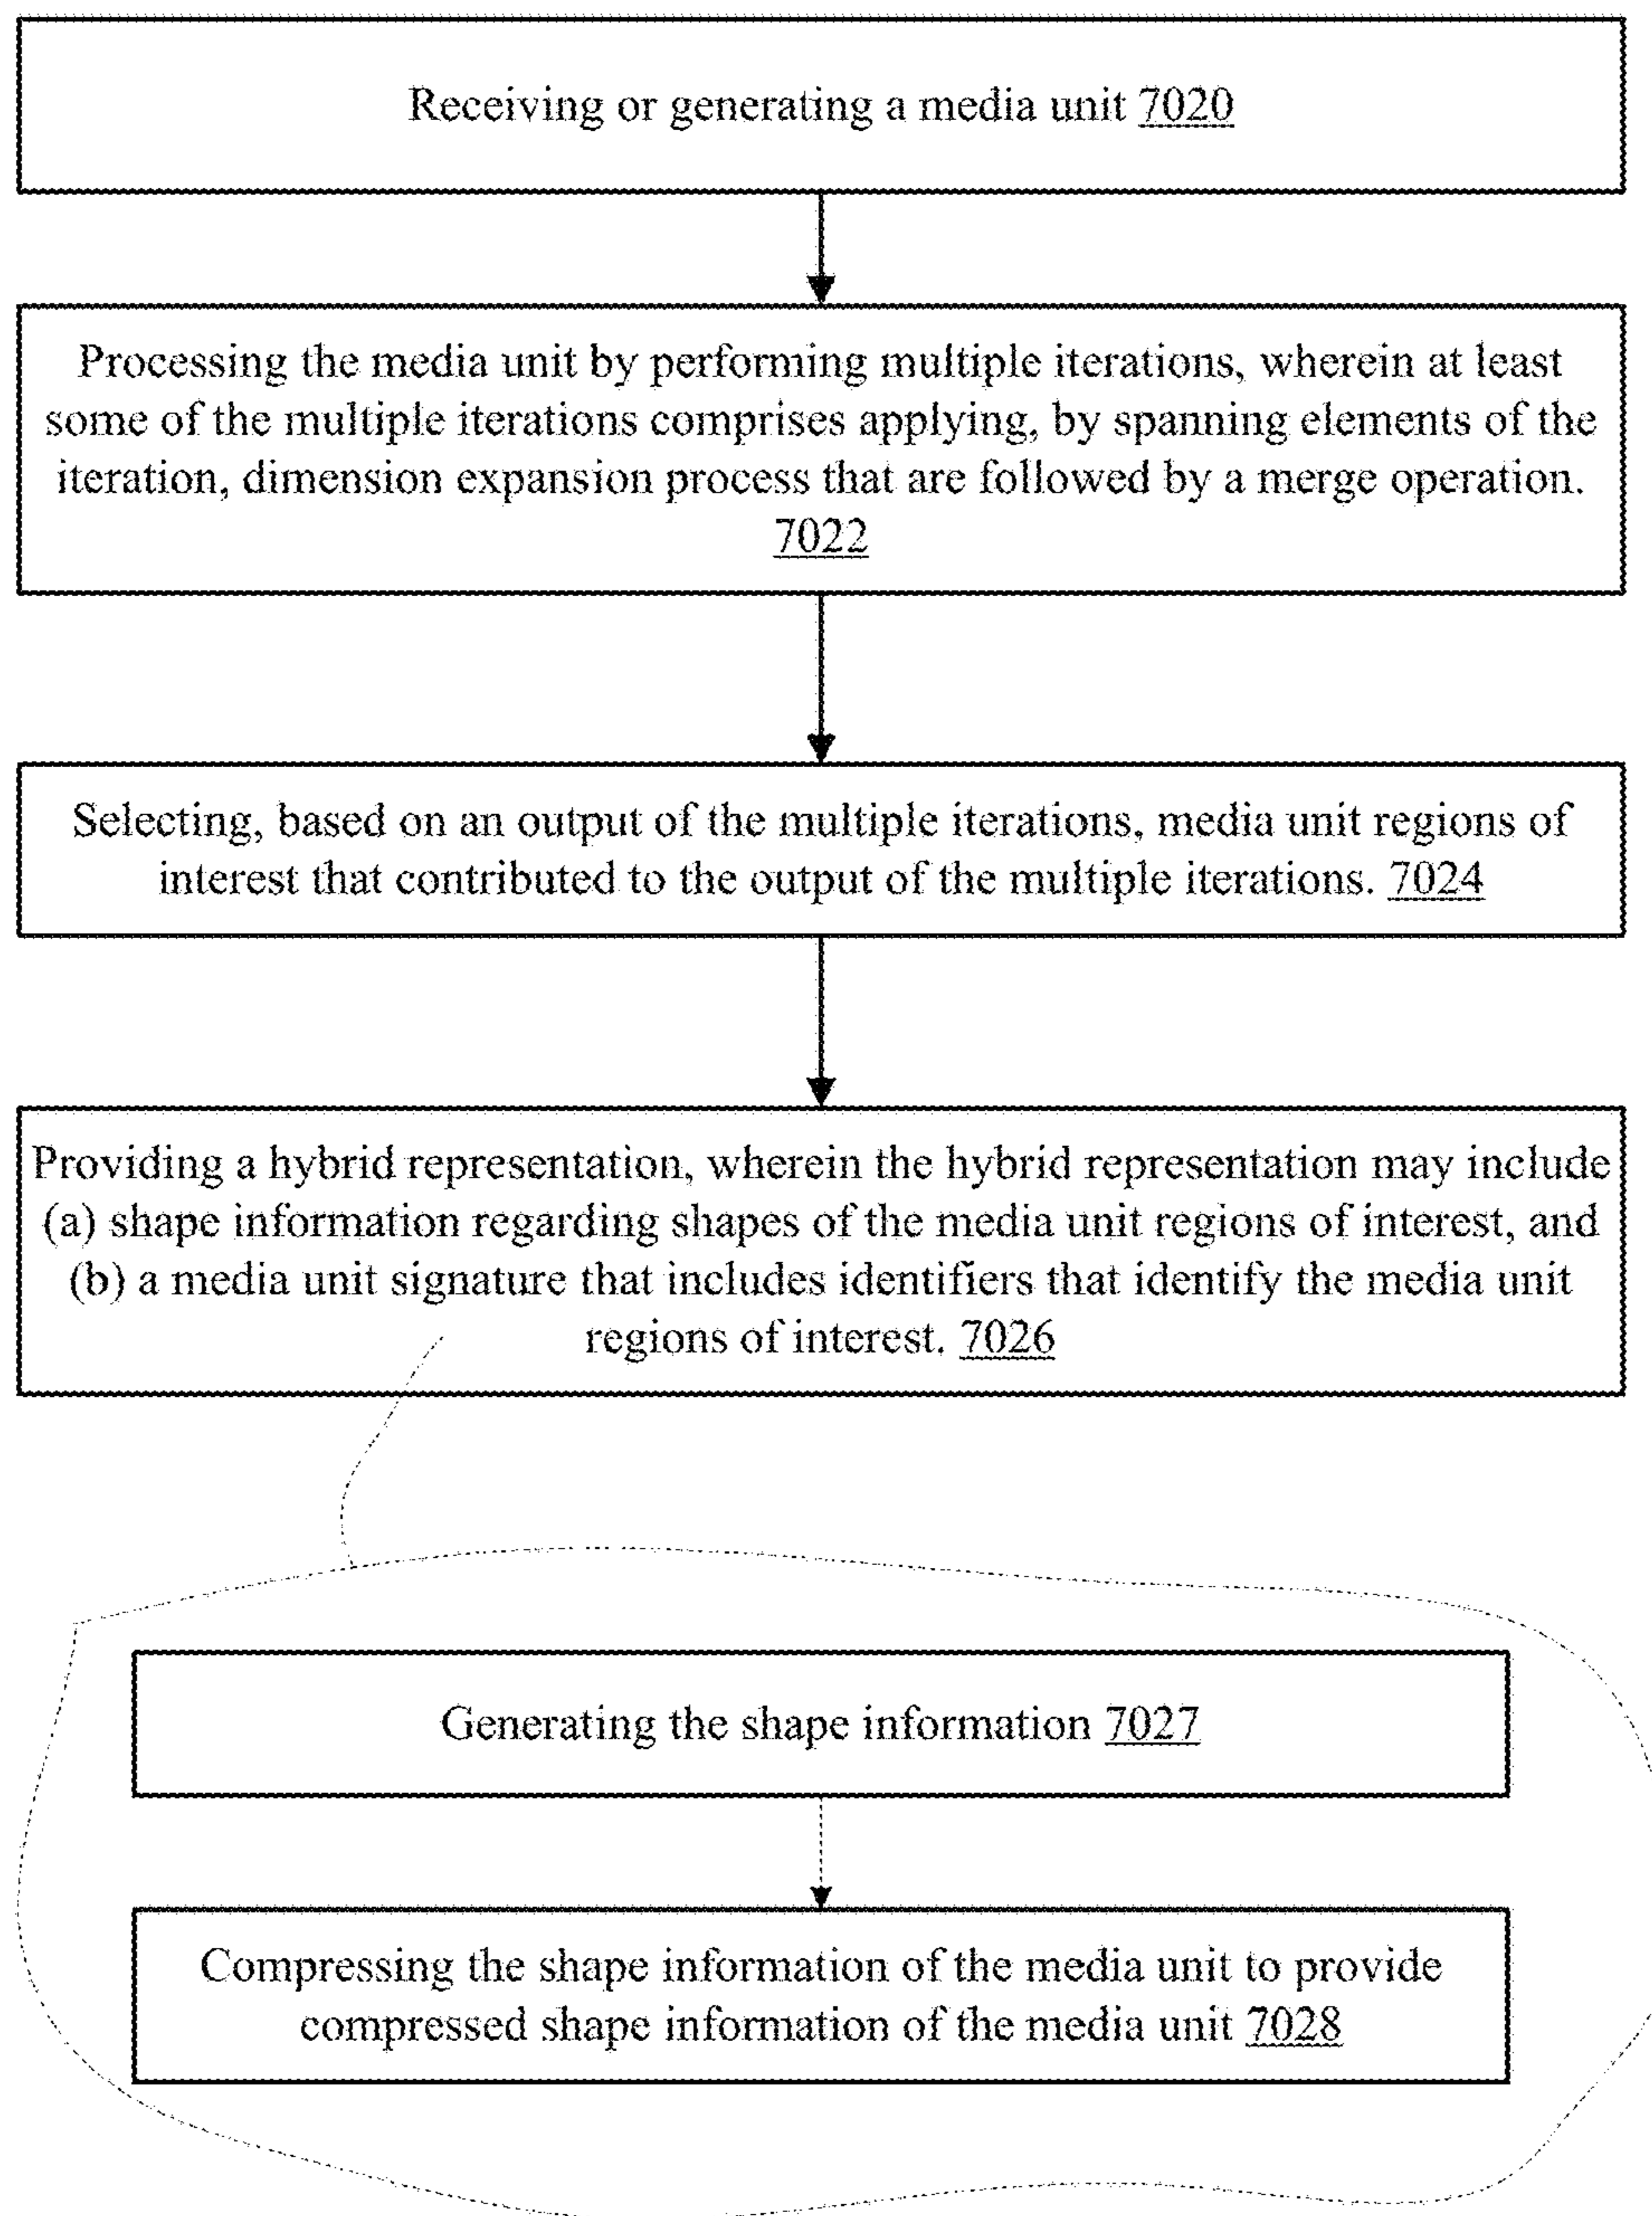 Receiving or generating a media unit 7020
Processing the media unit by performing multiple iterations, wherein at least
some of the multiple iterations comprises applying, by spanning elements of the
iteration, dimension expansion process that are followed by a merge operation.
7022
Selecting, based on an output of the multiple iterations, media unit regions of
interest that contributed to the output of the multiple iterations. 7024
Providing a hybrid representation, wherein the hybrid representation may include
(a) shape information regarding shapes of the media unit regions of interest, and
(b) a media unit signature that includes identifiers that identify the media unit
regions of interest. 7026
Generating the shape information 7027
Compressing the shape information of the media unit to provide
compressed shape information of the media unit 7028